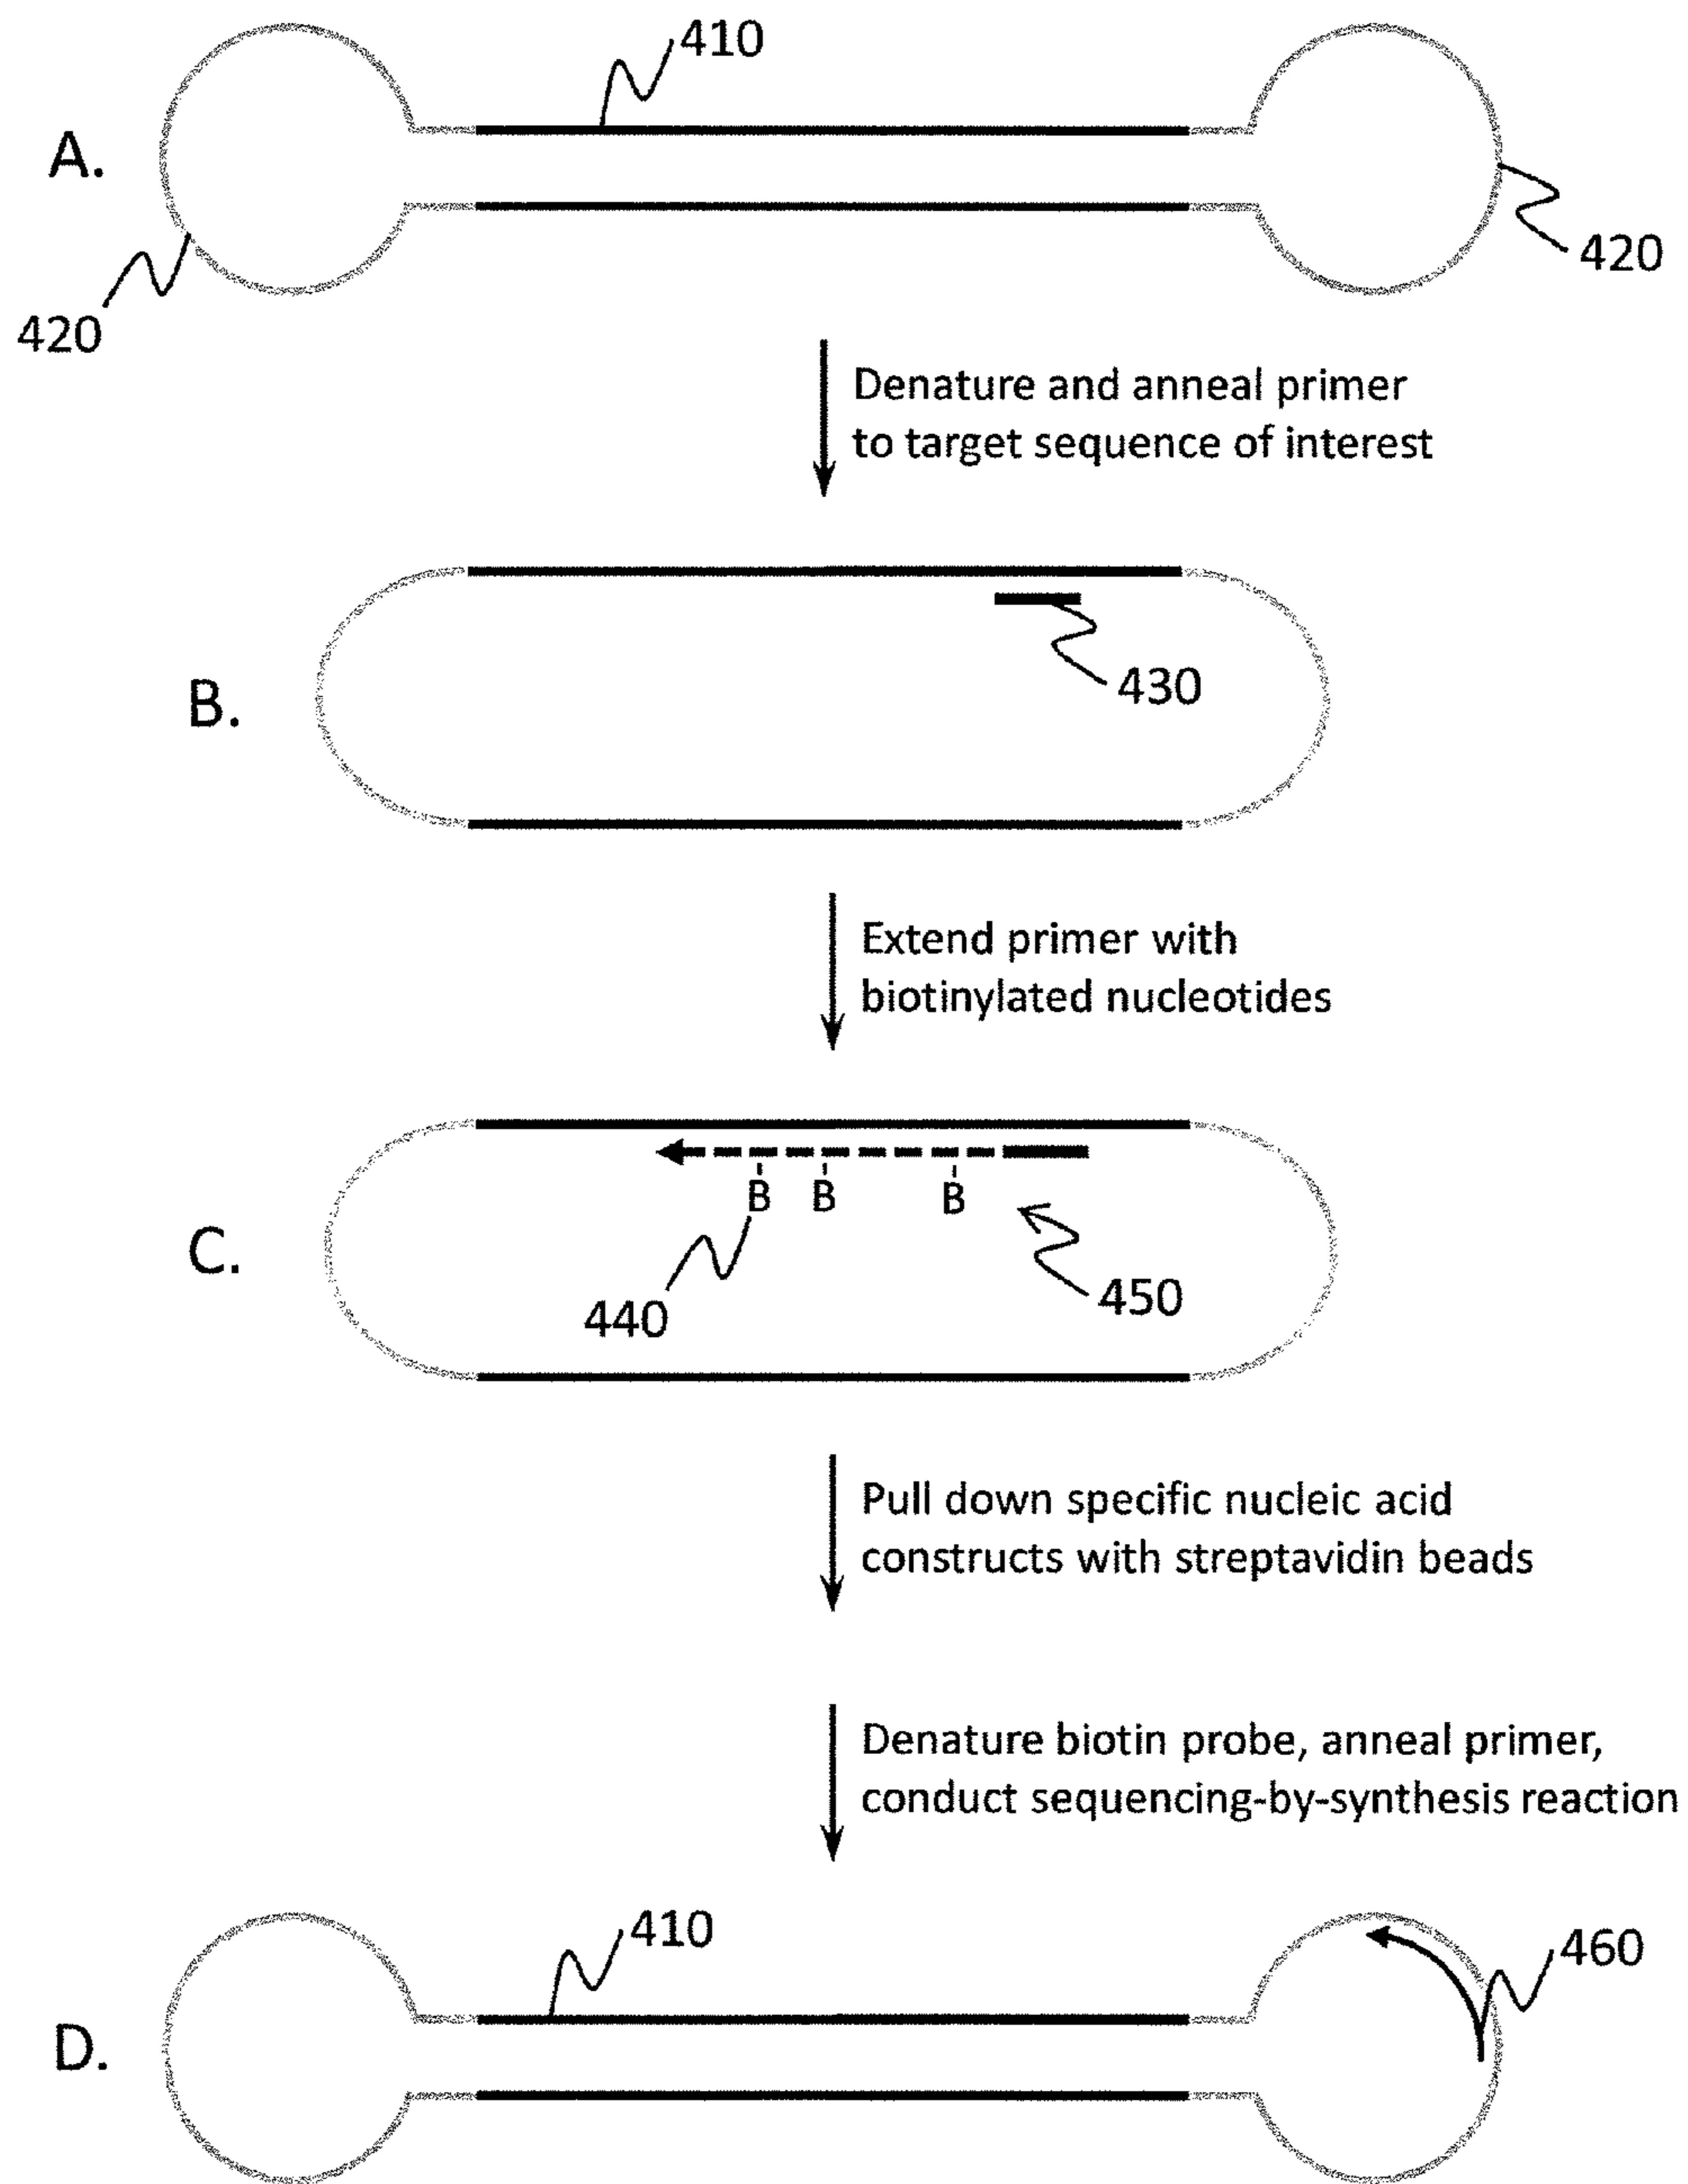 410
A.
420
420
Denature and anneal primer
to target sequence of interest
B.
430
Extend primer with
biotinylated nucleotides
B B B
C.
440
450
Pull down specific nucleic acid
constructs with streptavidin beads
Denature biotin probe, anneal primer,
conduct sequencing-by-synthesis reaction
410
460
D.